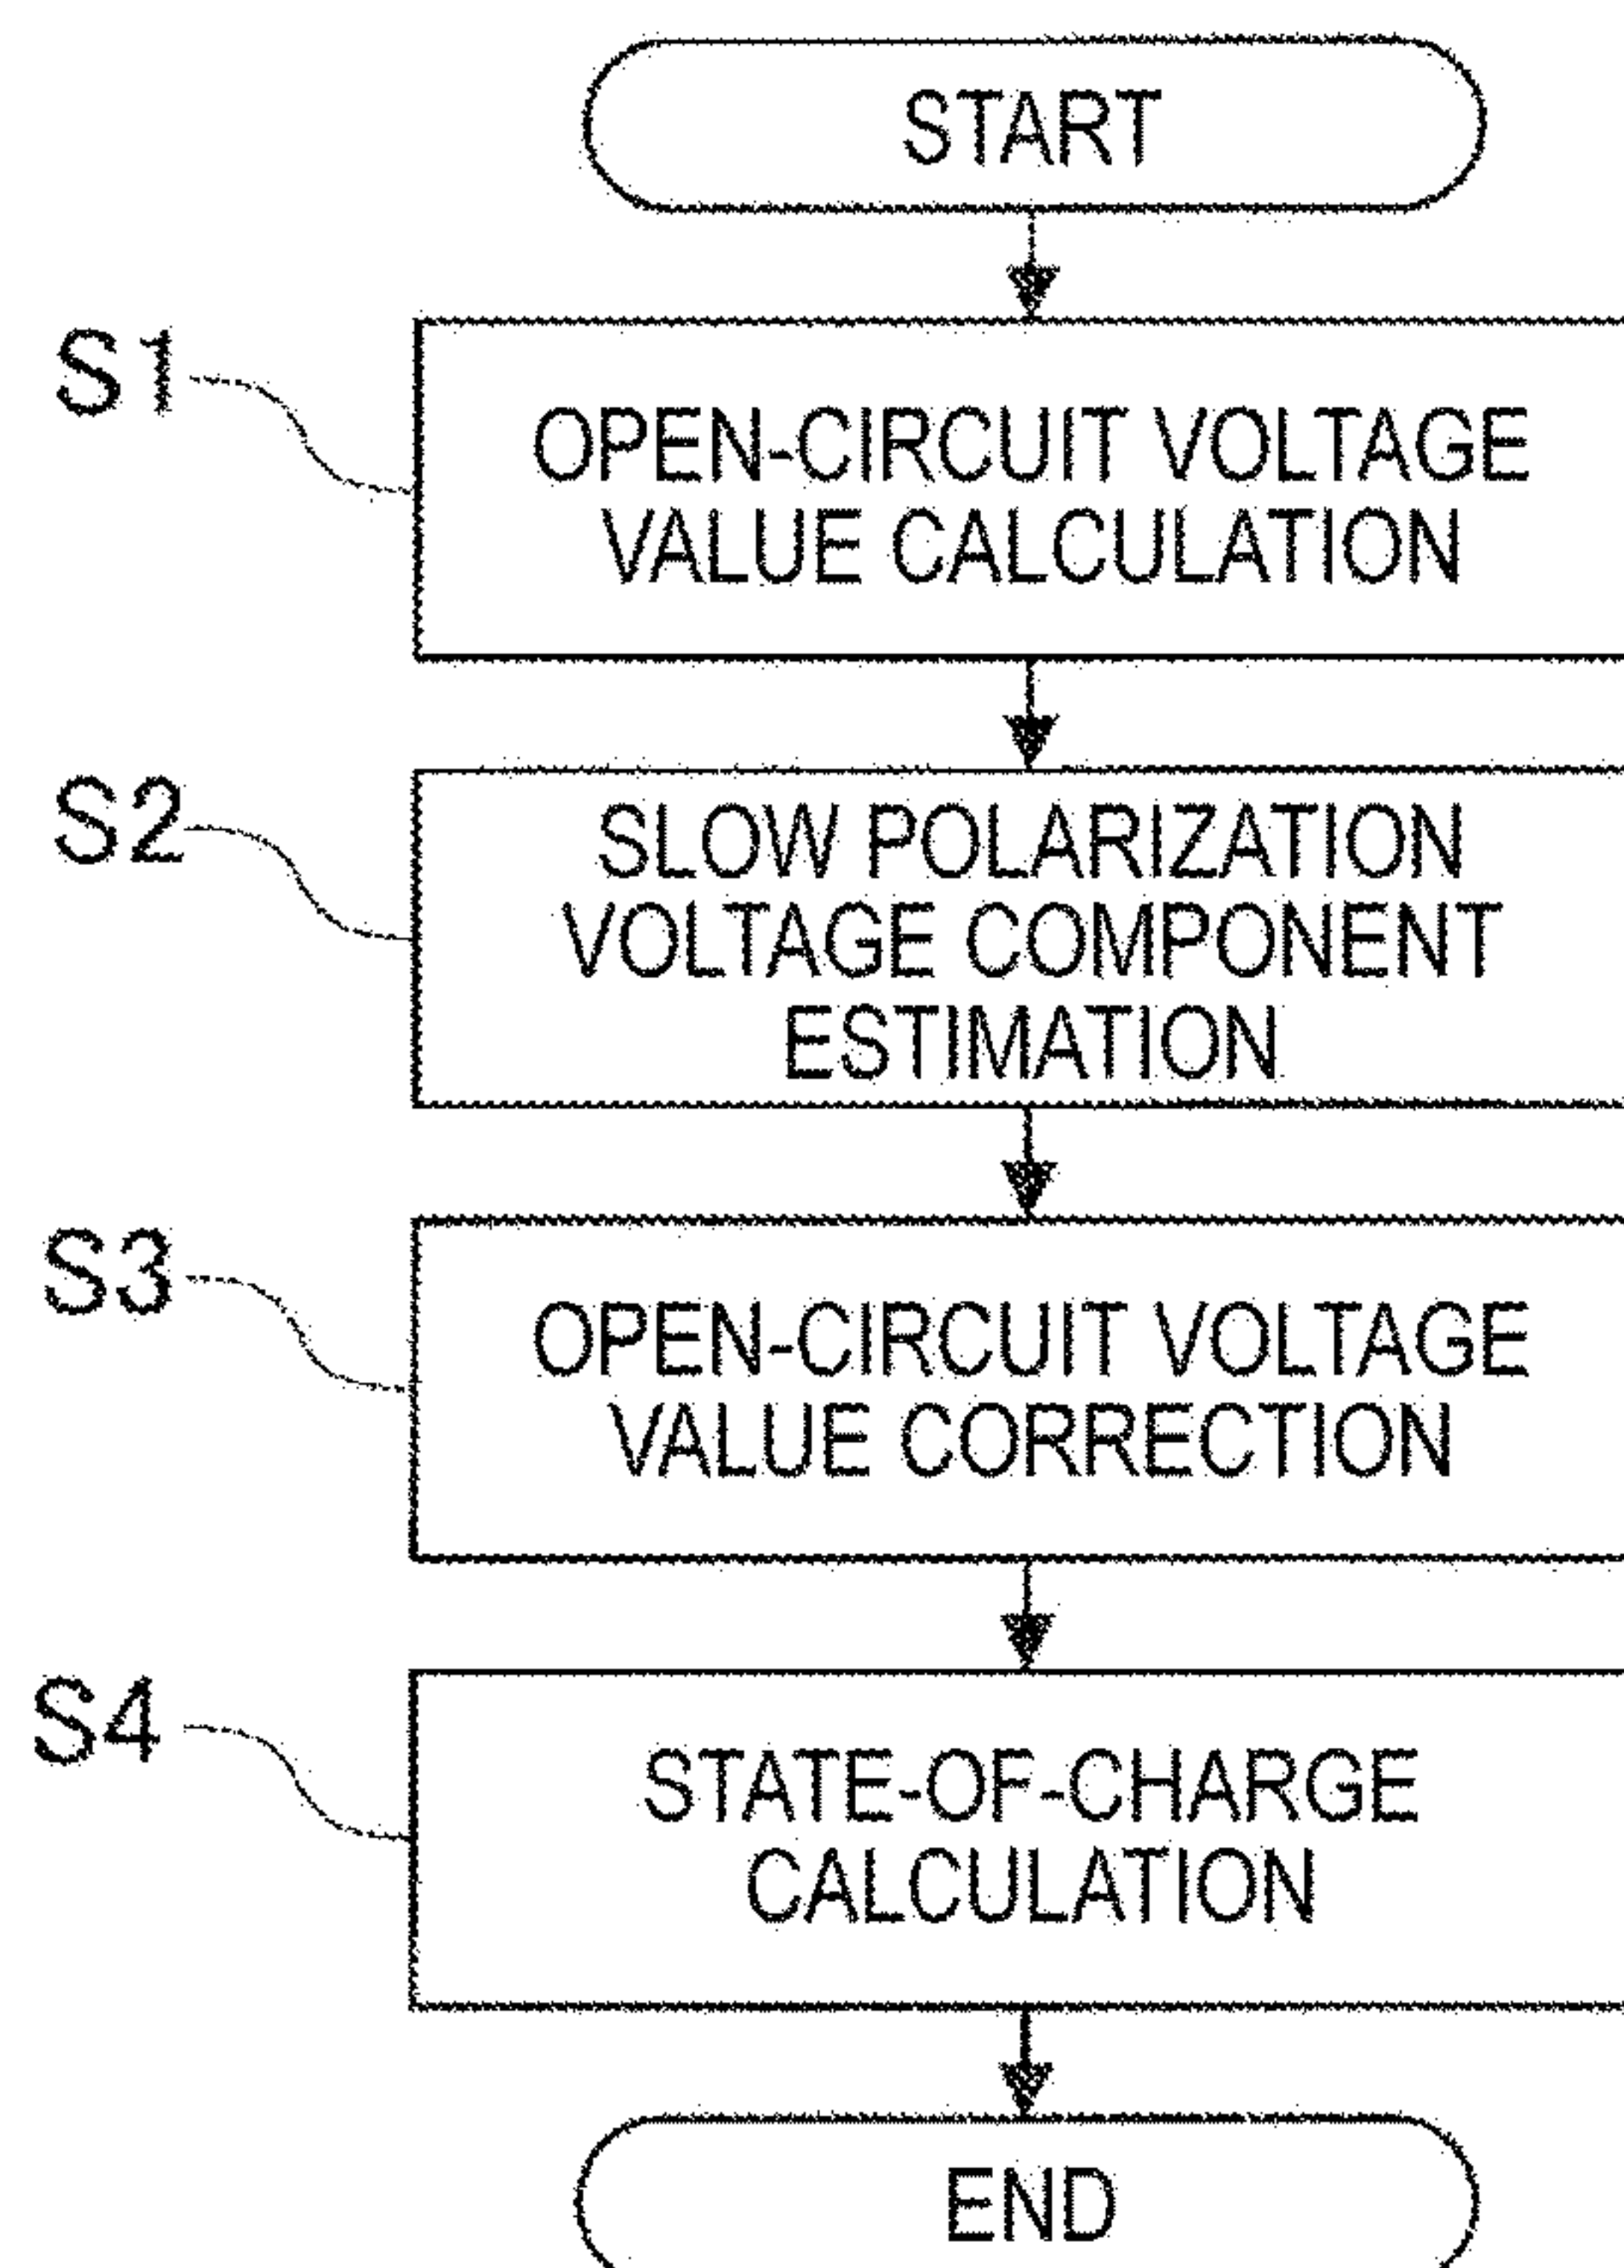 START
S1
OPEN-CIRCUIT VOLTAGE
VALUE CALCULATION
S2
SLOW POLARIZATION
VOLTAGE COMPONENT
ESTIMATION
S3
OPEN-CIRCUIT VOLTAGE
VALUE CORRECTION
S4
STATE-OF-CHARGE
CALCULATION
END